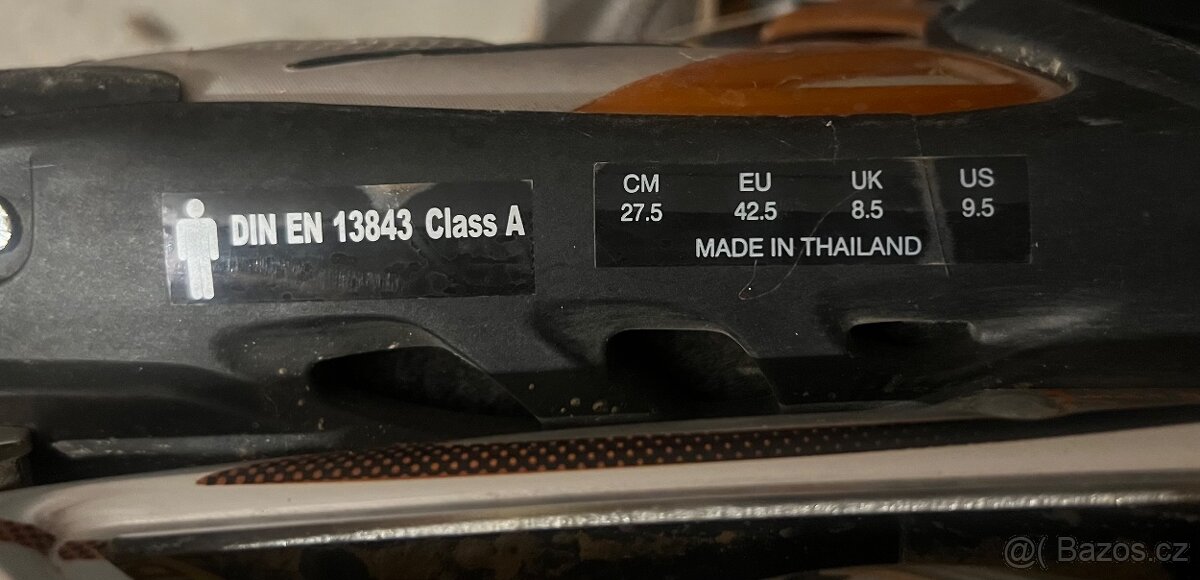 DIN EN 13843 Class A
CM EU UK US
27.5 42.5 8.5 9.5
MADE IN THAILAND
@( Bazos.cz